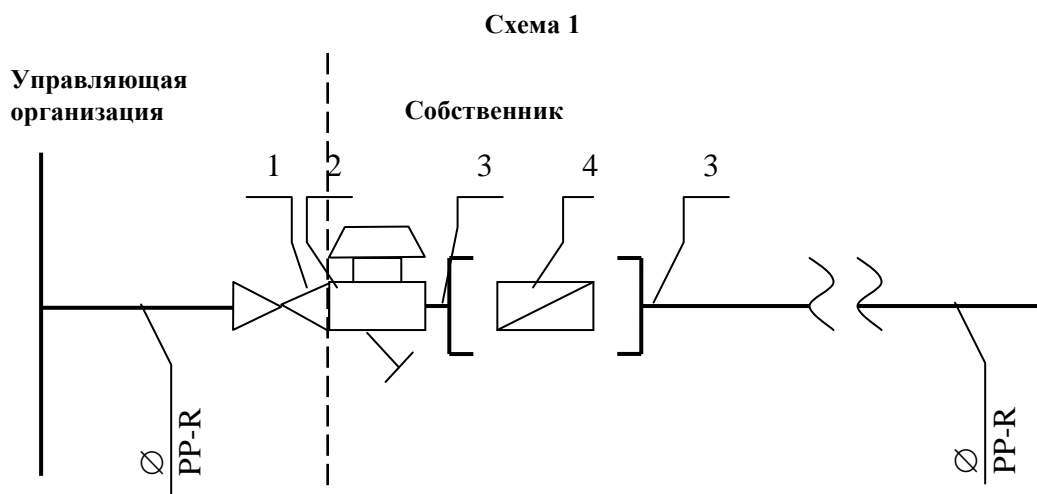 Схема 1
Управляющая
организация
Собственник
1 2 3 4 3
∅
PP-R
∅
PP-R